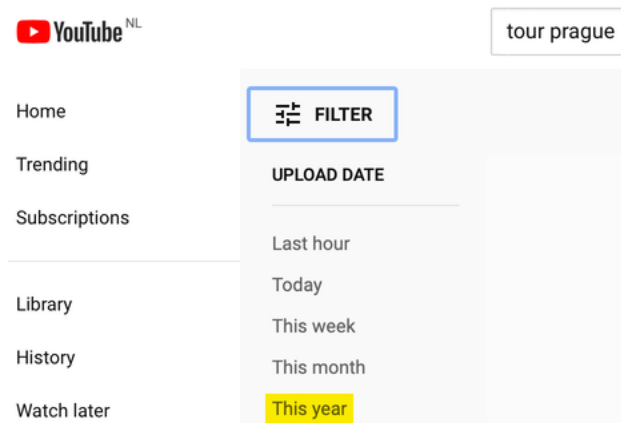 YouTube NL
tour prague
Home
Trending
Subscriptions
Library
History
Watch later
FILTER
UPLOAD DATE
Last hour
Today
This week
This month
This year